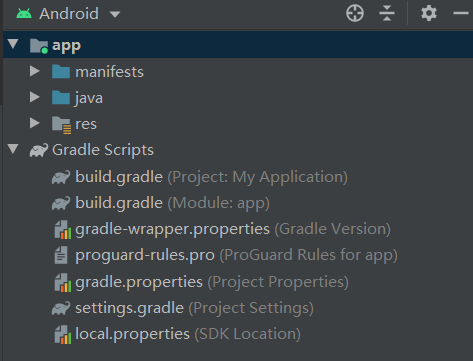 Android
app
manifests
java
res
Gradle Scripts
build.gradle (Project: My Application)
build.gradle (Module: app)
gradle-wrapper.properties (Gradle Version)
proguard-rules.pro (ProGuard Rules for app)
gradle.properties (Project Properties)
settings.gradle (Project Settings)
local.properties (SDK Location)